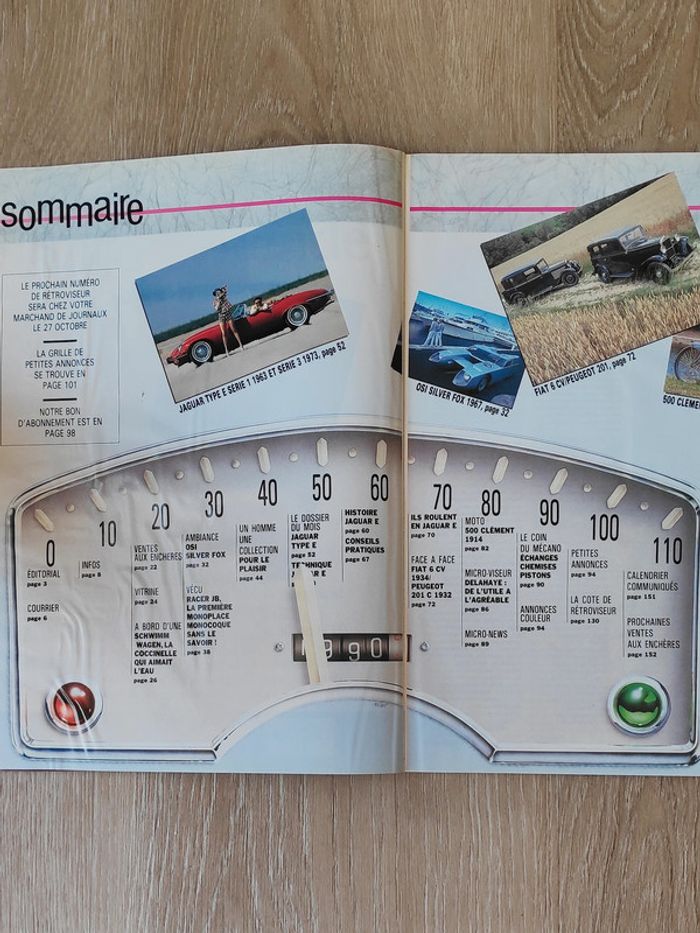 sommaire
LE PROCHAIN NUMÉRO
DE RÉTROVISEUR
SERA CHEZ VOTRE
MARCHAND DE JOURNAUX
LE 27 OCTOBRE
LA GRILLE DE
PETITES ANNONCES
SE TROUVE EN
PAGE 101
NOTRE BON
D'ABONNEMENT EST EN
PAGE 98
JAGUAR TYPE E SÉRIE 1 1963 ET SÉRIE 3 1973, page 52
OSI SILVER FOX 1967, page 32
FIAT 6 CV/PEUGEOT 201, page 72
500 CLÉMEN
0
ÉDITORIAL
page 3
COURRIER
page 6
10
INFOS
page 8
20
VENTES
AUX ENCHÈRES
page 22
VITRINE
page 24
A BORD D'UNE
SCHWIMM
WAGEN, LA
COCCINELLE
QUI AIMAIT
L'EAU
page 26
30
AMBIANCE
OSI
SILVER FOX
page 32
VÉCU
RACER JB,
LA PREMIÈRE
MONOPLACE
MONOCOQUE
SANS LE
SAVOIR !
page 38
40
UN HOMME
UNE
COLLECTION
POUR LE
PLAISIR
page 44
50
LE DOSSIER
DU MOIS
JAGUAR
TYPE E
page 52
TECHNIQUE
60
HISTOIRE
JAGUAR E
page 60
CONSEILS
PRATIQUES
page 67
70
ILS ROULENT
EN JAGUAR E
page 70
FACE A FACE
FIAT 6 CV
1934/
PEUGEOT
201 C 1932
page 72
80
MOTO
500 CLÉMENT
1914
page 82
MICRO-VISEUR
DELAHAYE :
DE L'UTILE A
L'AGRÉABLE
page 86
MICRO-NEWS
page 89
90
LE COIN
DU MÉCANO
ÉCHANGES
CHEMISES
PISTONS
page 90
ANNONCES
COULEUR
page 94
100
PETITES
ANNONCES
page 94
LA COTE DE
RÉTROVISEUR
page 130
110
CALENDRIER
COMMUNIQUÉS
page 151
PROCHAINES
VENTES
AUX ENCHÈRES
page 152
990